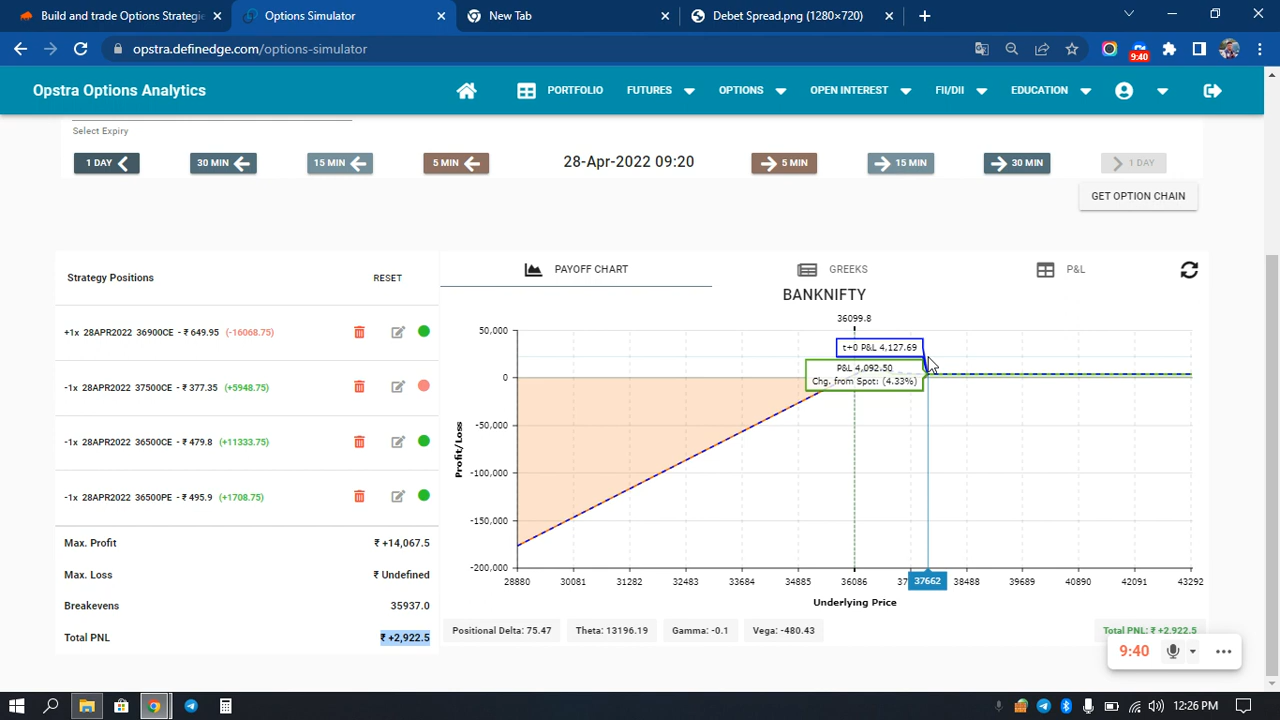 Build and trade Options Strategi
Options Simulator
New Tab
Debet Spread.png (1280×720)
opstra.definedge.com/options-simulator
9:40
Opstra Options Analytics
PORTFOLIO
FUTURES
OPTIONS
OPEN INTEREST
FII/DII
EDUCATION
Select Expiry
1 DAY
30 MIN
15 MIN
5 MIN
28-Apr-2022 09:20
5 MIN
15 MIN
30 MIN
1 DAY
GET OPTION CHAIN
Strategy Positions
RESET
+1x 28APR2022 36900CE - ₹ 649.95 (-16068.75)
-1x 28APR2022 37500CE - ₹ 377.35 (+5948.75)
-1x 28APR2022 36500CE - ₹ 479.8 (+11333.75)
-1x 28APR2022 36500PE - ₹ 495.9 (+1708.75)
Max. Profit ₹ +14,067.5
Max. Loss ₹ Undefined
Breakevens 35937.0
Total PNL ₹ +2,922.5
PAYOFF CHART
GREEKS
P&L
BANKNIFTY
36099.8
50,000
0
-50,000
-100,000
-150,000
-200,000
Profit/Loss
t+0 P&L 4,127.69
P&L 4,092.50
Chg. from Spot: (4.33%)
28880 30081 31282 32483 33684 34885 36086 37 37662 38488 39689 40890 42091 43292
Underlying Price
Positional Delta: 75.47
Theta: 13196.19
Gamma: -0.1
Vega: -480.43
Total PNL: ₹ +2,922.5
9:40
12:26 PM